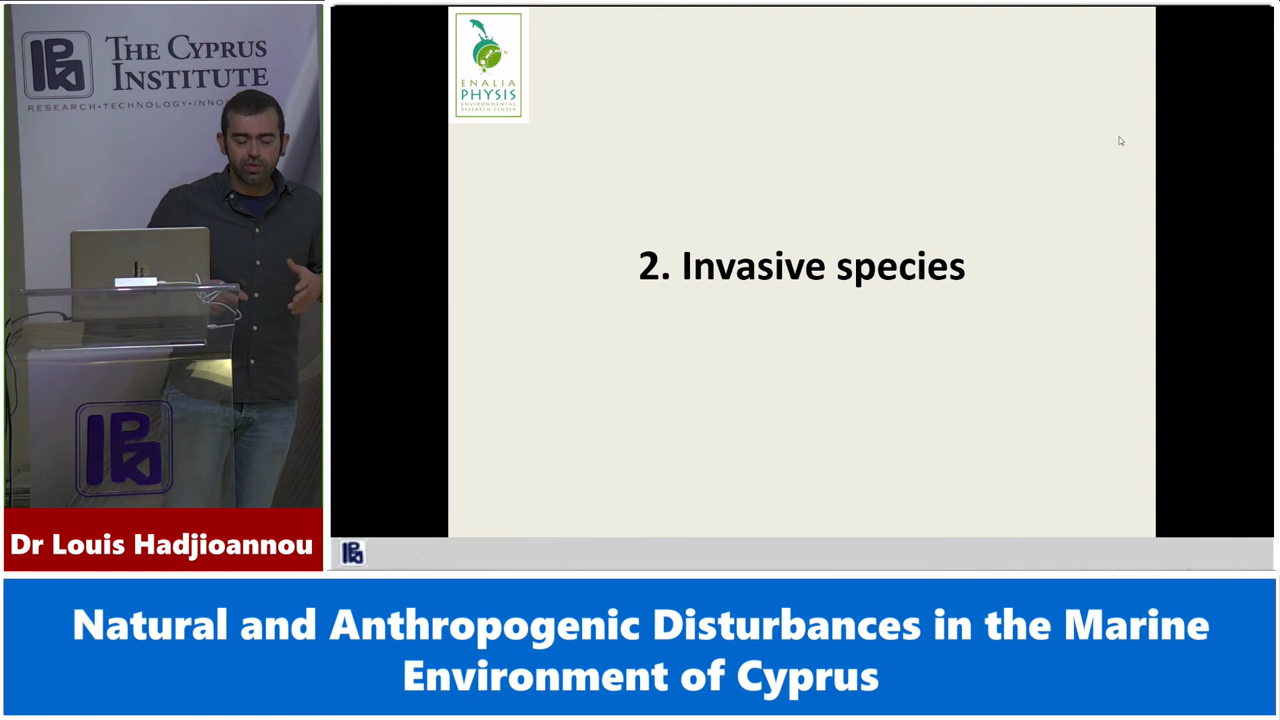 THE CYPRUS
INSTITUTE
RESEARCH•TECHNOLOGY•INNO
ENALIA
PHYSIS
ENVIRONMENTAL
RESEARCH CENTER
2. Invasive species
Dr Louis Hadjioannou
Natural and Anthropogenic Disturbances in the Marine
Environment of Cyprus